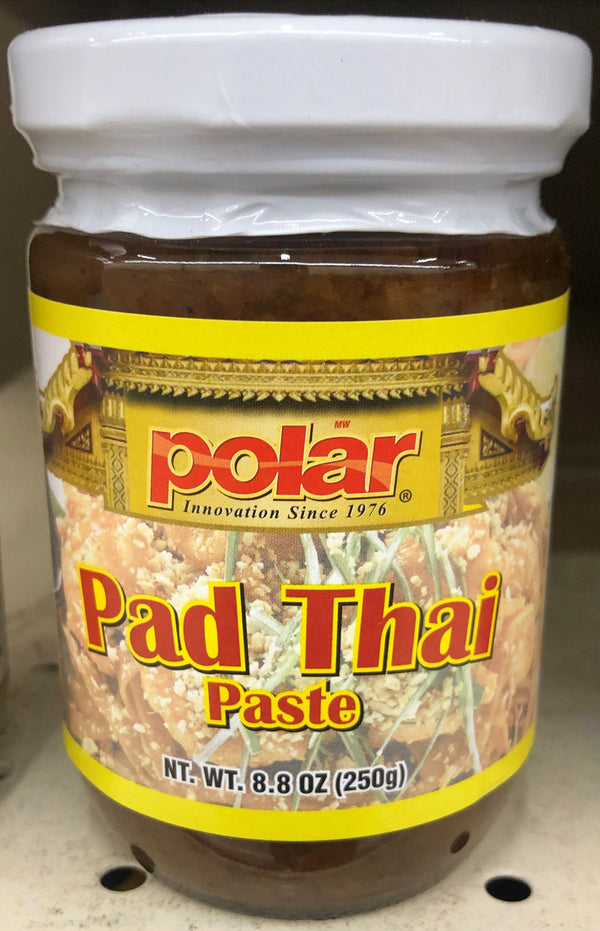 MW
polar®
Innovation Since 1976
Pad Thai
Paste
NT. WT. 8.8 OZ (250g)